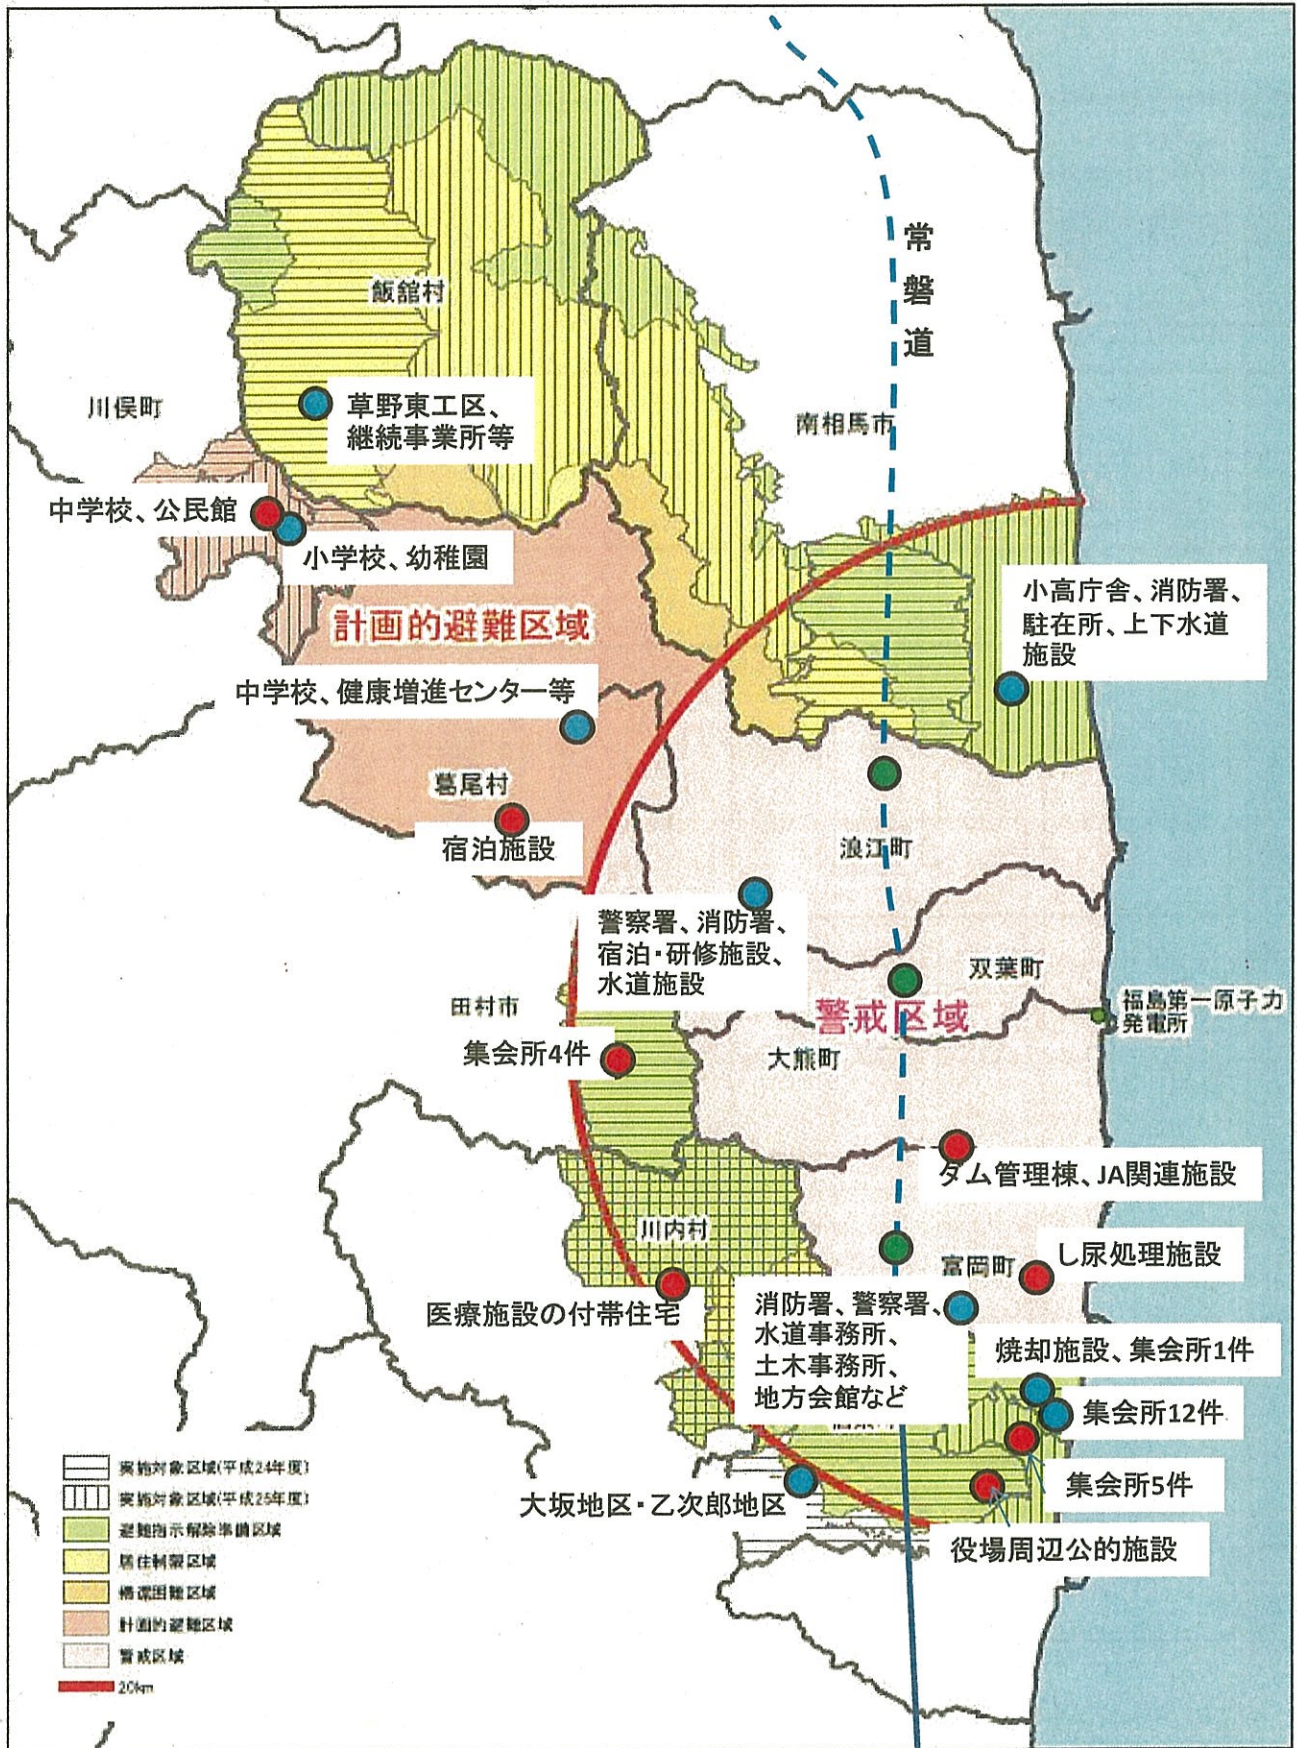 常
磐
道
飯舘村
川俣町
草野東工区、
継続事業所等
南相馬市
中学校、公民館
小学校、幼稚園
小高庁舎、消防署、
駐在所、上下水道
施設
計画的避難区域
中学校、健康増進センター等
葛尾村
宿泊施設
浪江町
警察署、消防署、
宿泊・研修施設、
水道施設
双葉町
福島第一原子力
発電所
田村市
警戒区域
集会所4件
大熊町
ダム管理棟、JA関連施設
川内村
富岡町
し尿処理施設
医療施設の付帯住宅
消防署、警察署、
水道事務所、
土木事務所、
地方会館など
焼却施設、集会所1件
集会所12件
集会所5件
大坂地区・乙次郎地区
役場周辺公的施設
実施対象区域(平成24年度)
実施対象区域(平成25年度)
避難指示解除準備区域
居住制限区域
帰還困難区域
計画的避難区域
警戒区域
20km